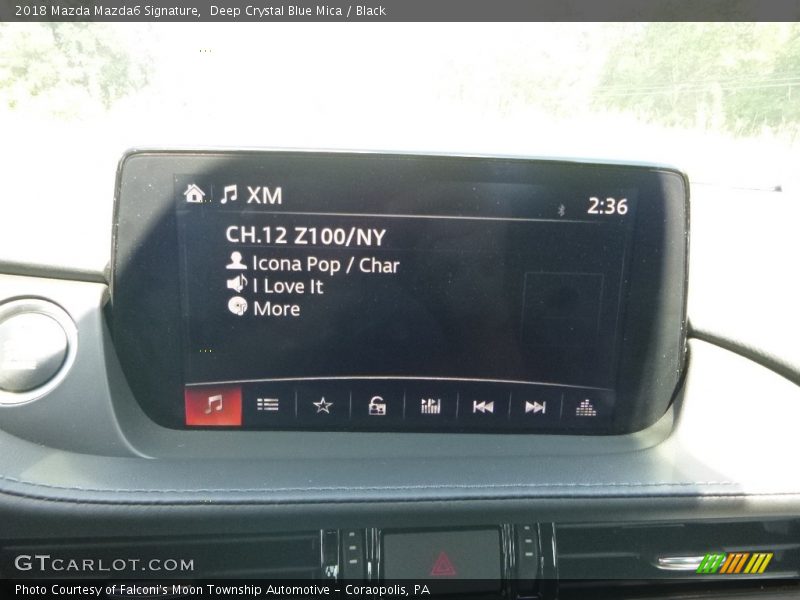 2018 Mazda Mazda6 Signature,  Deep Crystal Blue Mica / Black
XM
2:36
CH.12 Z100/NY
Icona Pop / Char
I Love It
More
GTCARLOT.COM
Photo Courtesy of Falconi's Moon Township Automotive - Coraopolis, PA